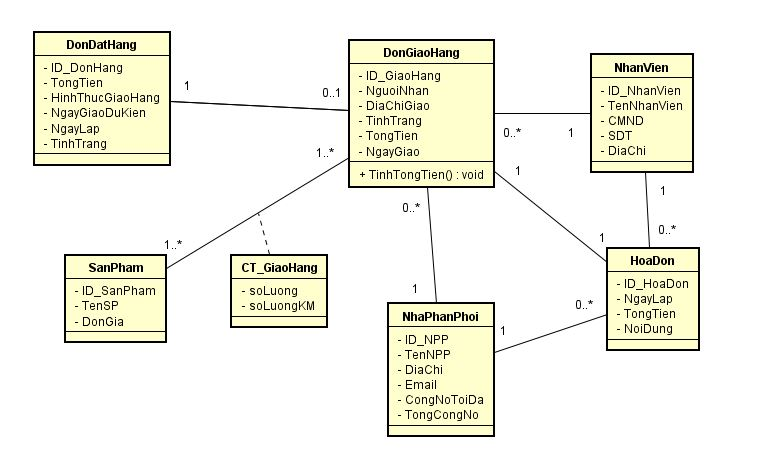 DonDatHang
- ID_DonHang
- TongTien
- HinhThucGiaoHang
- NgayGiaoDuKien
- NgayLap
- TinhTrang
1
0..1
DonGiaoHang
- ID_GiaoHang
- NguoiNhan
- DiaChiGiao
- TinhTrang
- TongTien
- NgayGiao
+ TinhTongTien() : void
0..*
1
NhanVien
- ID_NhanVien
- TenNhanVien
- CMND
- SDT
- DiaChi
1..*
1..*
1
1
1
0..*
0..*
1
SanPham
- ID_SanPham
- TenSP
- DonGia
CT_GiaoHang
- soLuong
- soLuongKM
NhaPhanPhoi
- ID_NPP
- TenNPP
- DiaChi
- Email
- CongNoToiDa
- TongCongNo
1
0..*
HoaDon
- ID_HoaDon
- NgayLap
- TongTien
- NoiDung